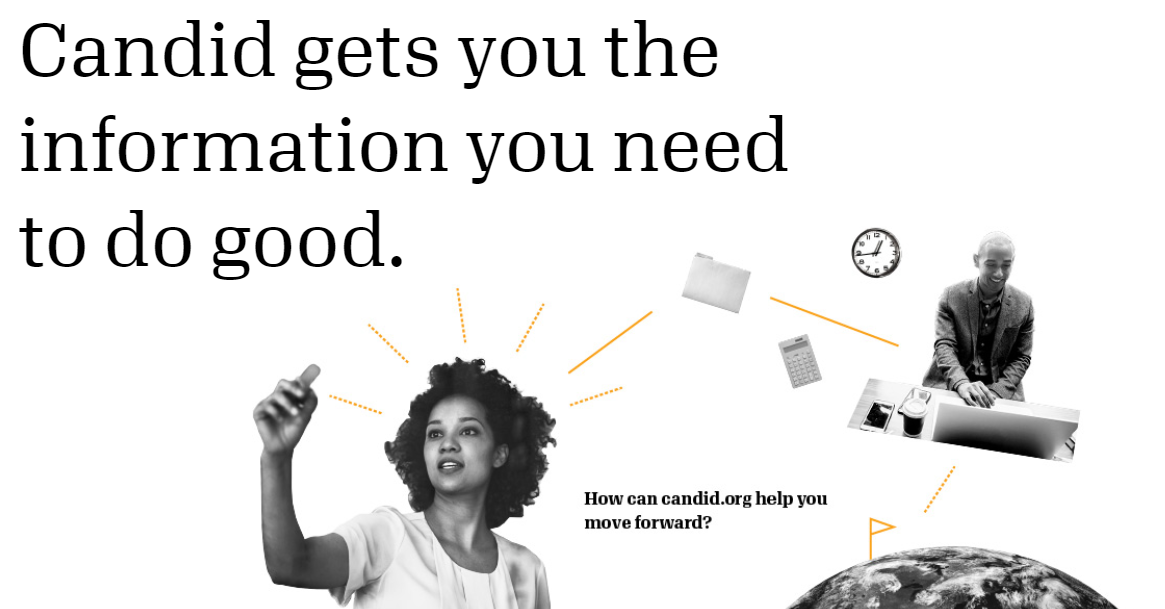 Candid gets you the
information you need
to do good.
How can candid.org help you
move forward?